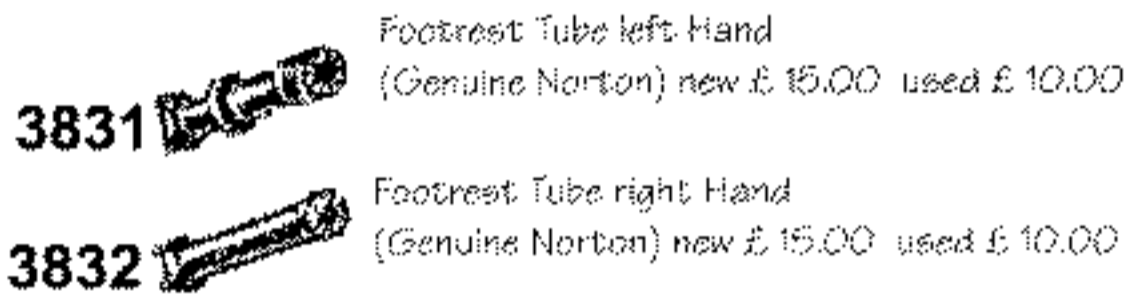 Footrest Tube left Hand
3831 (Genuine Norton) new £ 15.00 used £ 10.00
Footrest Tube right Hand
3832 (Genuine Norton) new £ 15.00 used £ 10.00